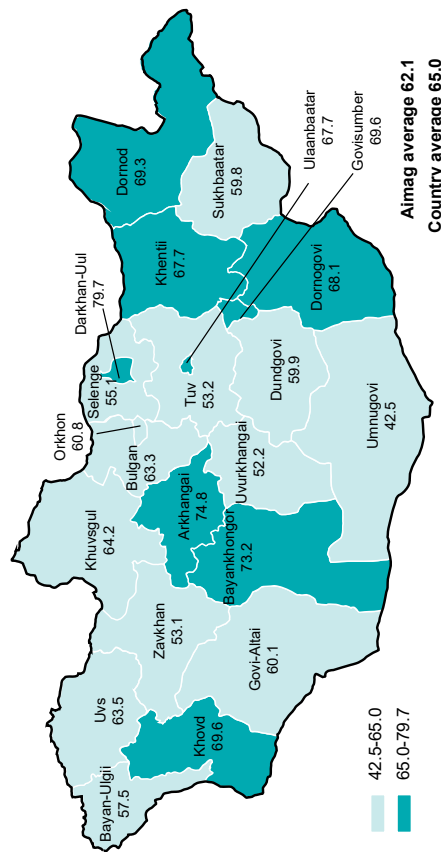 Bayan-Ulgii
57.5
Uvs
63.5
Khovd
69.6
Zavkhan
53.1
Govi-Altai
60.1
Khuvsgul
64.2
Arkhangai
74.8
Bayankhongor
73.2
Orkhon
60.8
Bulgan
63.3
Uvurkhangai
52.2
Selenge
55.1
Darkhan-Uul
79.7
Tuv
53.2
Dundgovi
59.9
Umnugovi
42.5
Khentii
67.7
Dornod
69.3
Sukhbaatar
59.8
Dornogovi
68.1
Ulaanbaatar
67.7
Govisumber
69.6
42.5-65.0
65.0-79.7
Aimag average 62.1
Country average 65.0